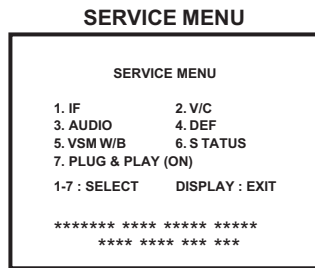 SERVICE MENU
SERVICE MENU
1. IF 2. V/C
3. AUDIO 4. DEF
5. VSM W/B 6. S TATUS
7. PLUG & PLAY (ON)
1-7 : SELECT DISPLAY : EXIT
******* **** ***** *****
**** **** *** ***